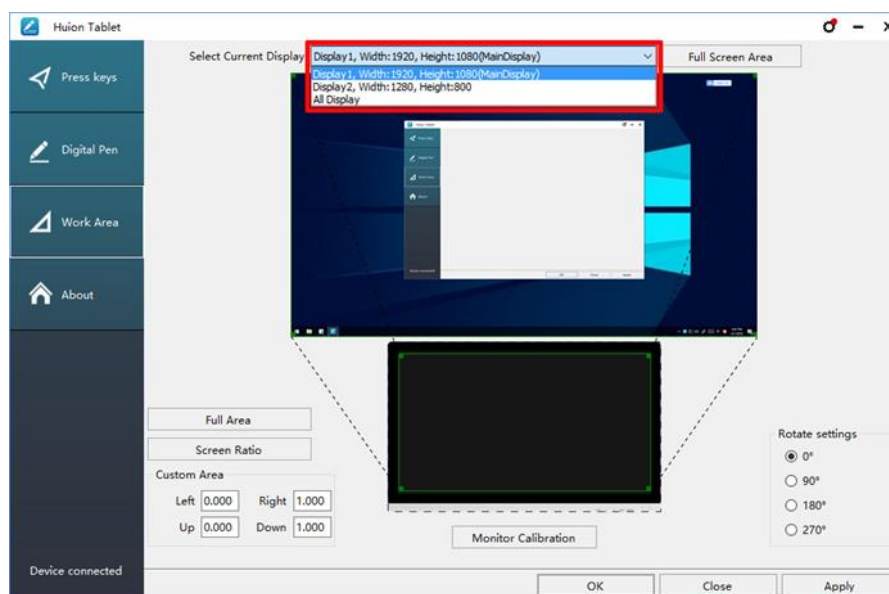 Huion Tablet
Press keys
Digital Pen
Work Area
About
Device connected
Select Current Display
Display1, Width:1920, Height:1080(MainDisplay)
Full Screen Area
Display1, Width:1920, Height:1080(MainDisplay)
Display2, Width:1280, Height:800
All Display
Full Area
Screen Ratio
Custom Area
Left 0.000 Right 1.000
Up 0.000 Down 1.000
Monitor Calibration
Rotate settings
0°
90°
180°
270°
OK Close Apply